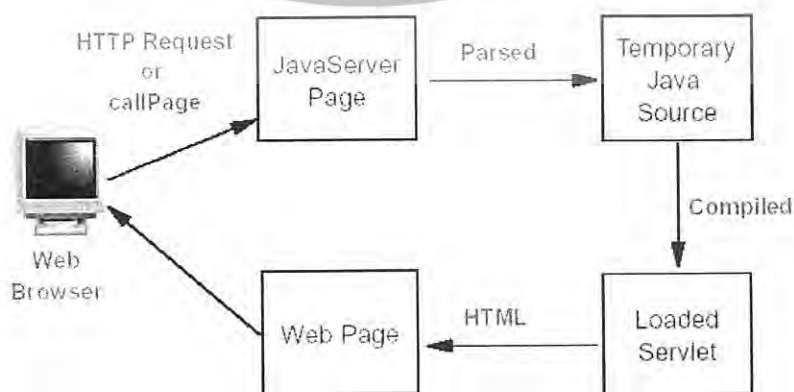 HTTP Request
or
callPage
JavaServer
Page
Parsed
Temporary
Java
Source
Compiled
Web
Browser
Web Page
HTML
Loaded
Servlet